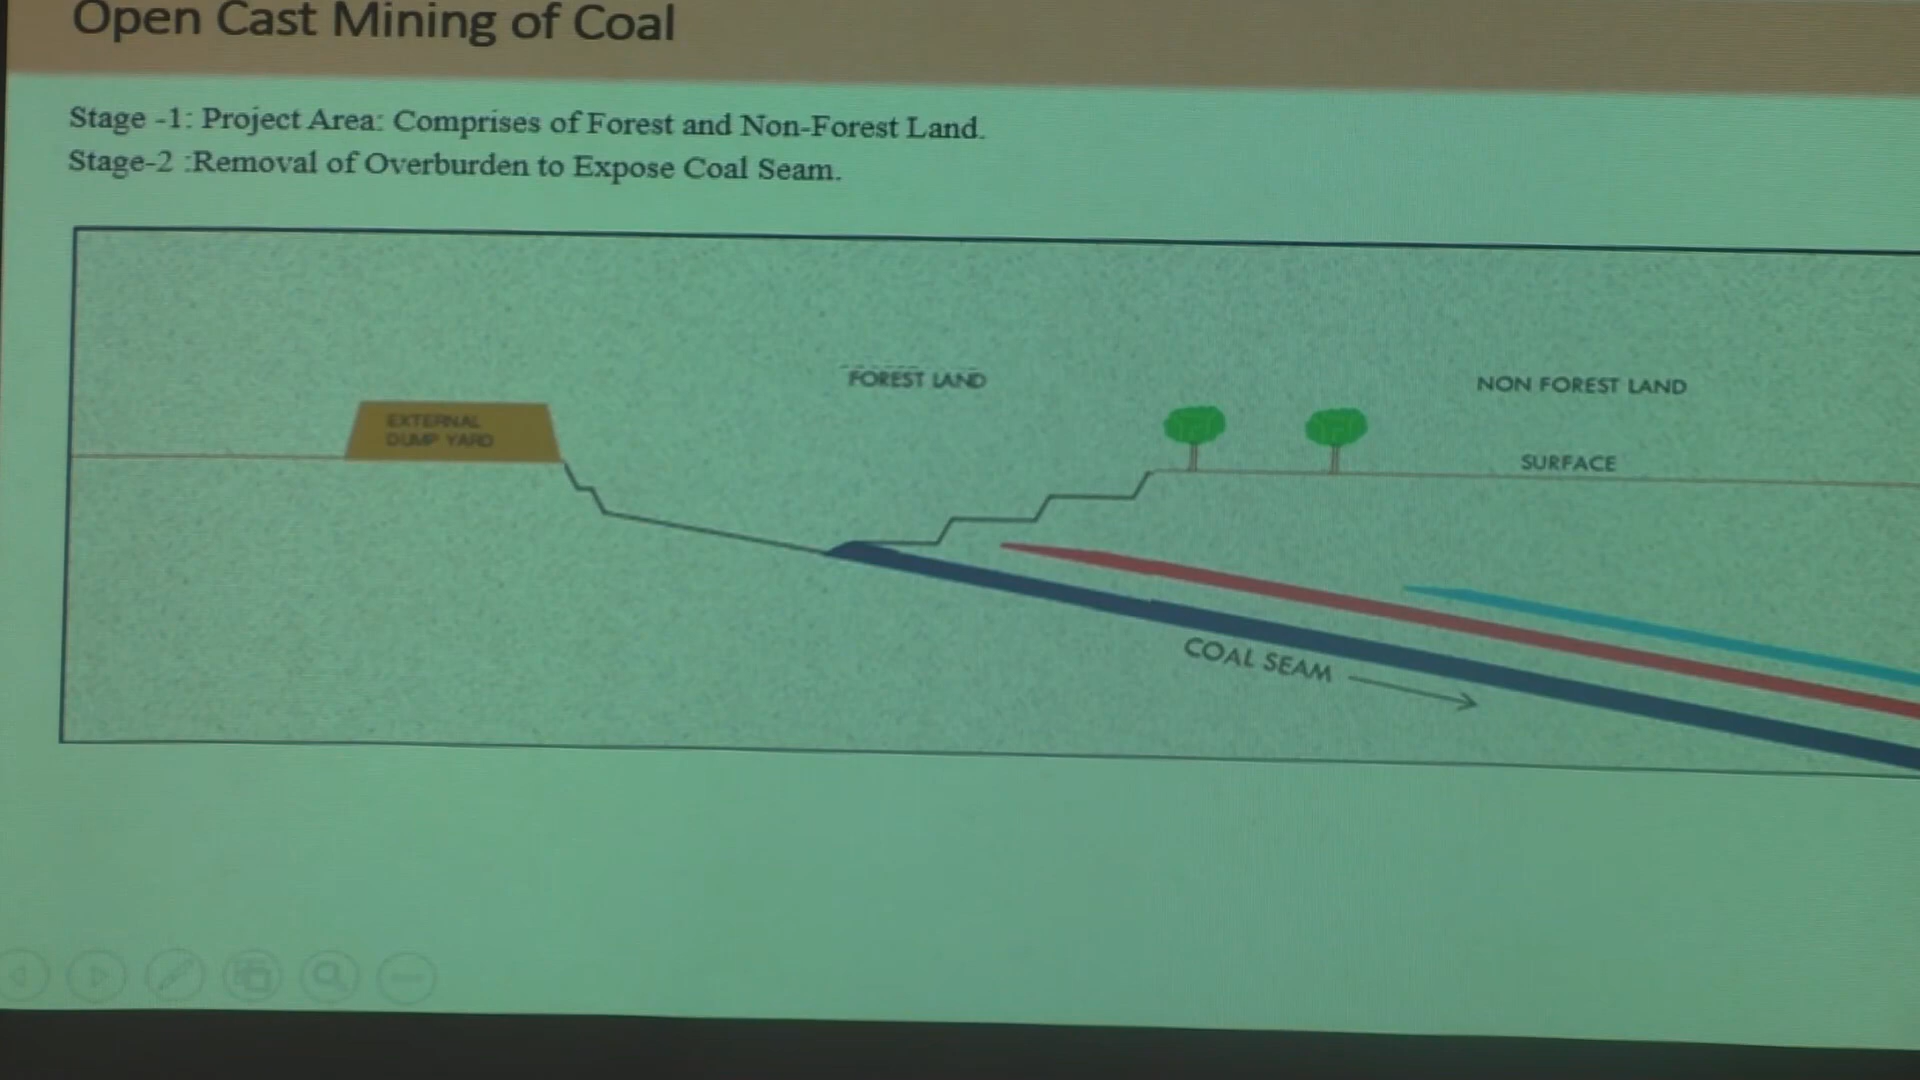 Open Cast Mining of Coal
Stage -1: Project Area: Comprises of Forest and Non-Forest Land.
Stage-2 :Removal of Overburden to Expose Coal Seam.
FOREST LAND
NON FOREST LAND
EXTERNAL
DUMP YARD
SURFACE
COAL SEAM